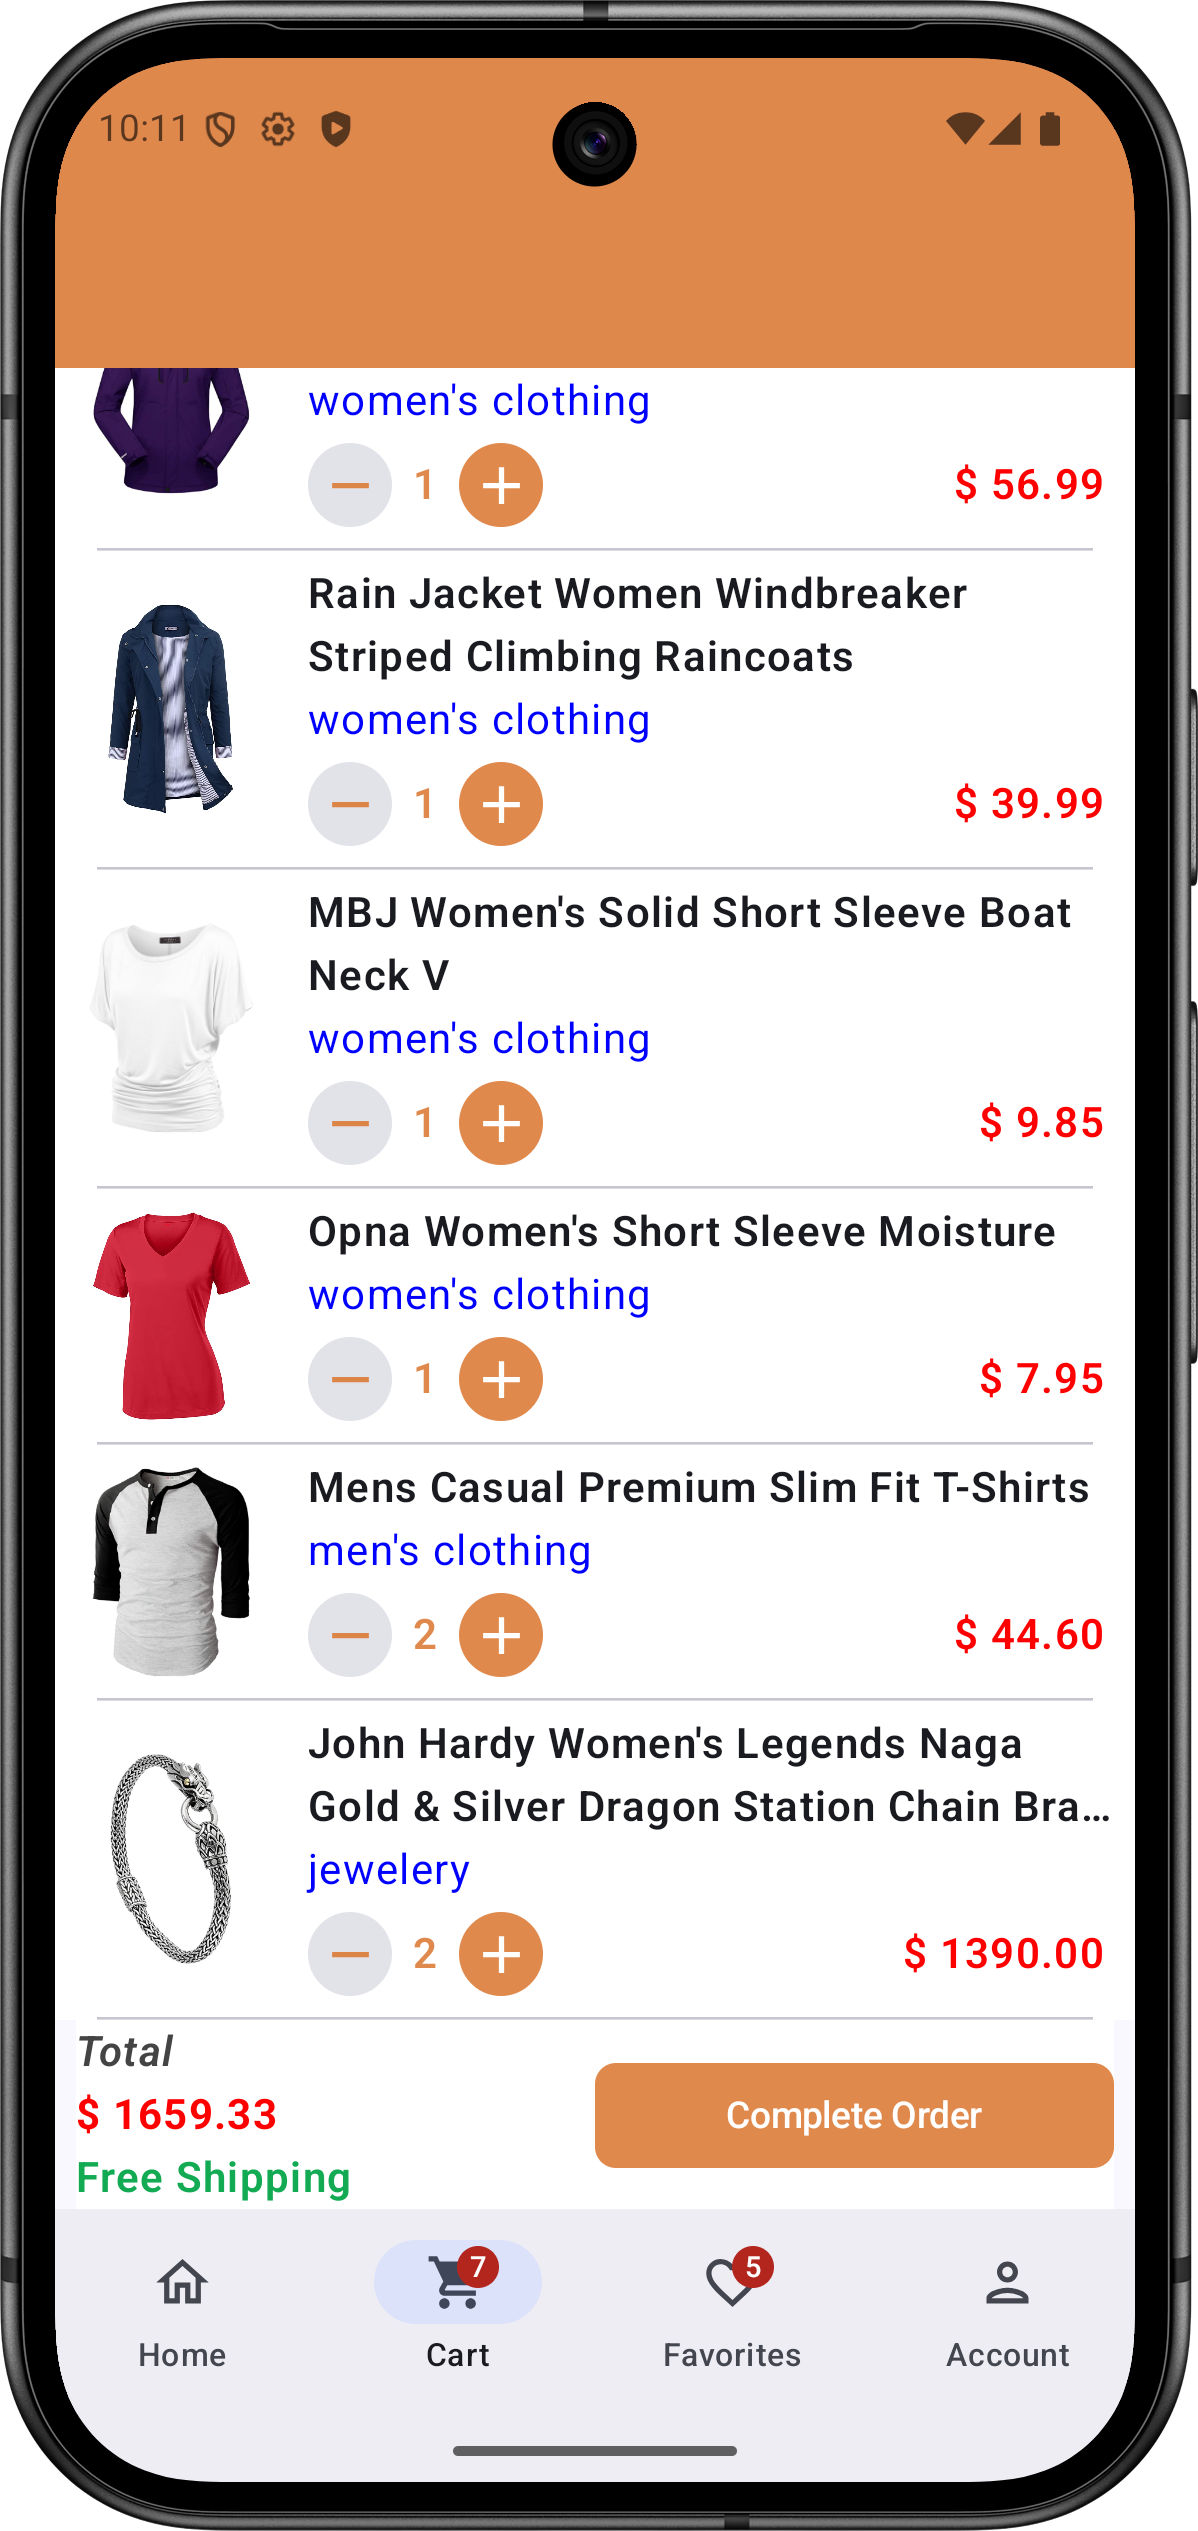 10:11
women's clothing
1
$ 56.99
Rain Jacket Women Windbreaker
Striped Climbing Raincoats
women's clothing
1
$ 39.99
MBJ Women's Solid Short Sleeve Boat
Neck V
women's clothing
1
$ 9.85
Opna Women's Short Sleeve Moisture
women's clothing
1
$ 7.95
Mens Casual Premium Slim Fit T-Shirts
men's clothing
2
$ 44.60
John Hardy Women's Legends Naga
Gold & Silver Dragon Station Chain Bra...
jewelery
2
$ 1390.00
Total
$ 1659.33
Free Shipping
Complete Order
7
5
Home
Cart
Favorites
Account